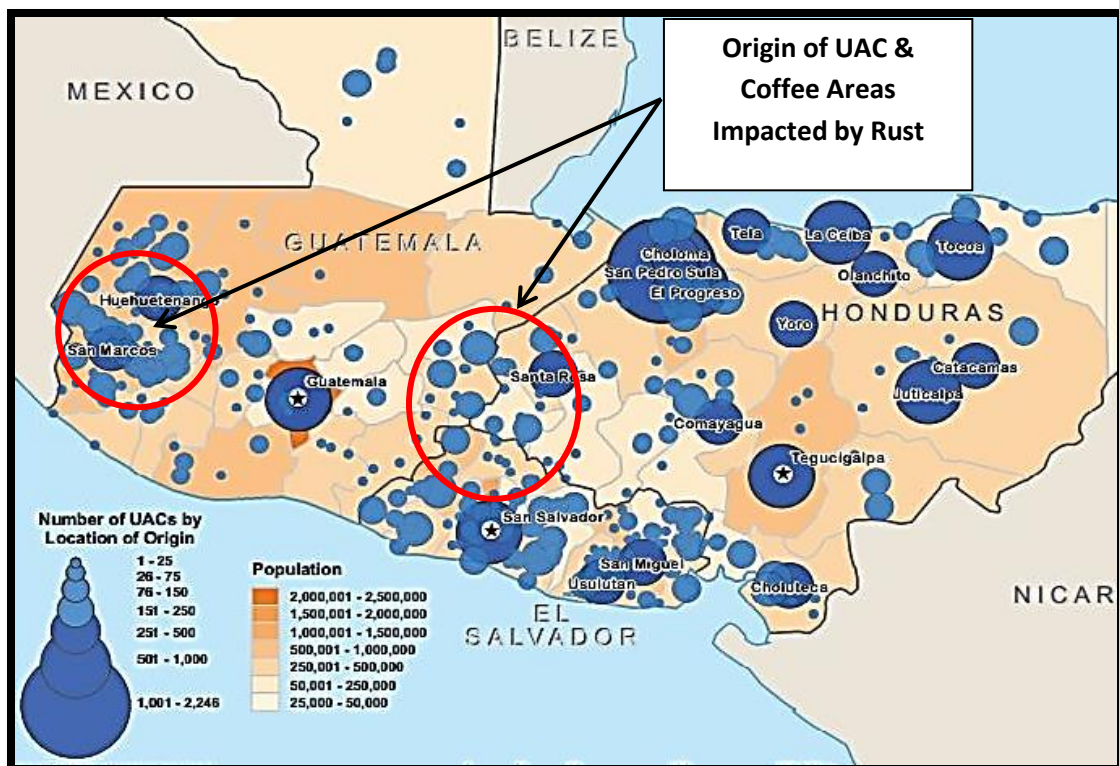 BELIZE
MEXICO
Origin of UAC &
Coffee Areas
Impacted by Rust
GUATEMALA
Tela
La Ceiba
Tocoa
Choloma
San Pedro Sula
El Progreso
Olanchito
Huehuetenango
HONDURAS
Yoro
San Marcos
Guatemala
Santa Rosa
Catacamas
Juticalpa
Comayagua
Tegucigalpa
San Salvador
San Miguel
Usulutan
Choluteca
NICAR
EL
SALVADOR
Number of UACs by
Location of Origin
1 - 25
26 - 75
76 - 150
151 - 250
251 - 500
501 - 1,000
1,001 - 2,246
Population
2,000,001 - 2,500,000
1,500,001 - 2,000,000
1,000,001 - 1,500,000
500,001 - 1,000,000
250,001 - 500,000
50,001 - 250,000
25,000 - 50,000